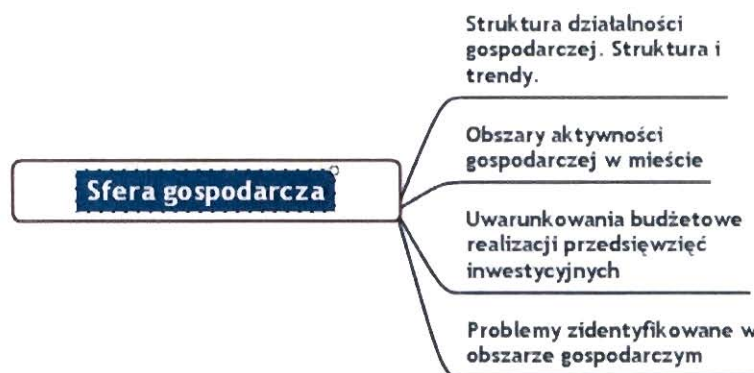 Sfera gospodarcza
Struktura działalności
gospodarczej. Struktura i
trendy.
Obszary aktywności
gospodarczej w mieście
Uwarunkowania budżetowe
realizacji przedsięwzięć
inwestycyjnych
Problemy zidentyfikowane w
obszarze gospodarczym